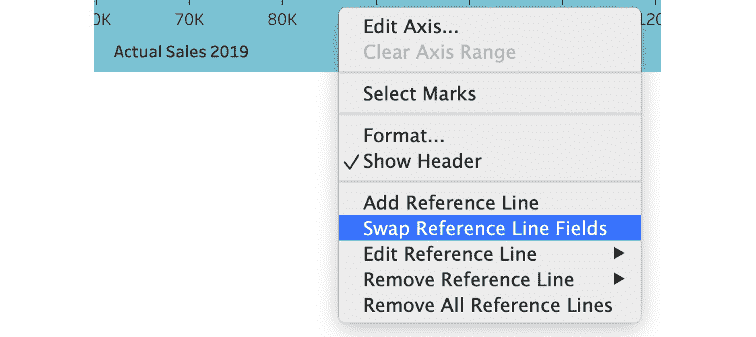 0K 70K 80K 120
Actual Sales 2019
Edit Axis...
Clear Axis Range
Select Marks
Format...
✓ Show Header
Add Reference Line
Swap Reference Line Fields
Edit Reference Line ▶
Remove Reference Line ▶
Remove All Reference Lines